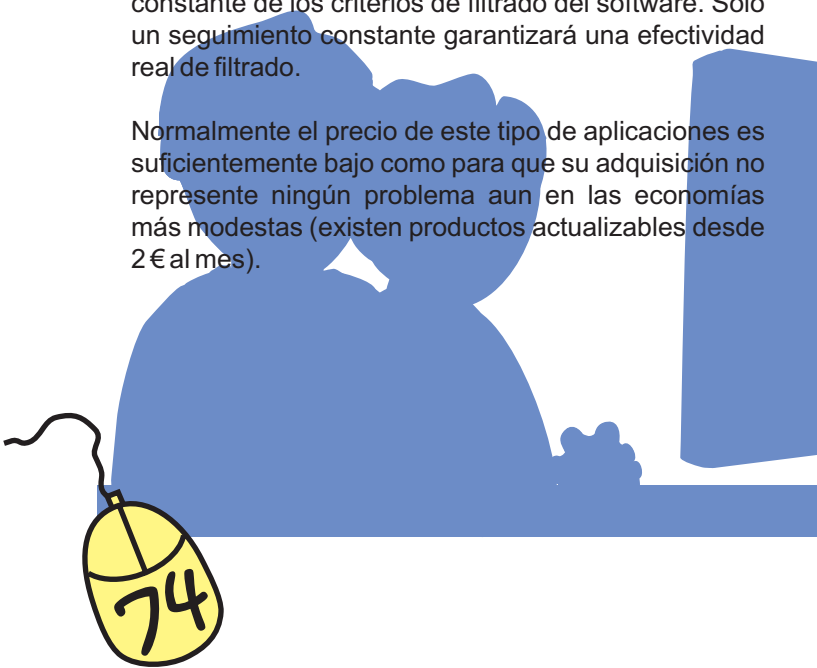 constante de los criterios de filtrado del software. Sólo
un seguimiento constante garantizará una efectividad
real de filtrado.
Normalmente el precio de este tipo de aplicaciones es
suficientemente bajo como para que su adquisición no
represente ningún problema aun en las economías
más modestas (existen productos actualizables desde
2 € al mes).
74